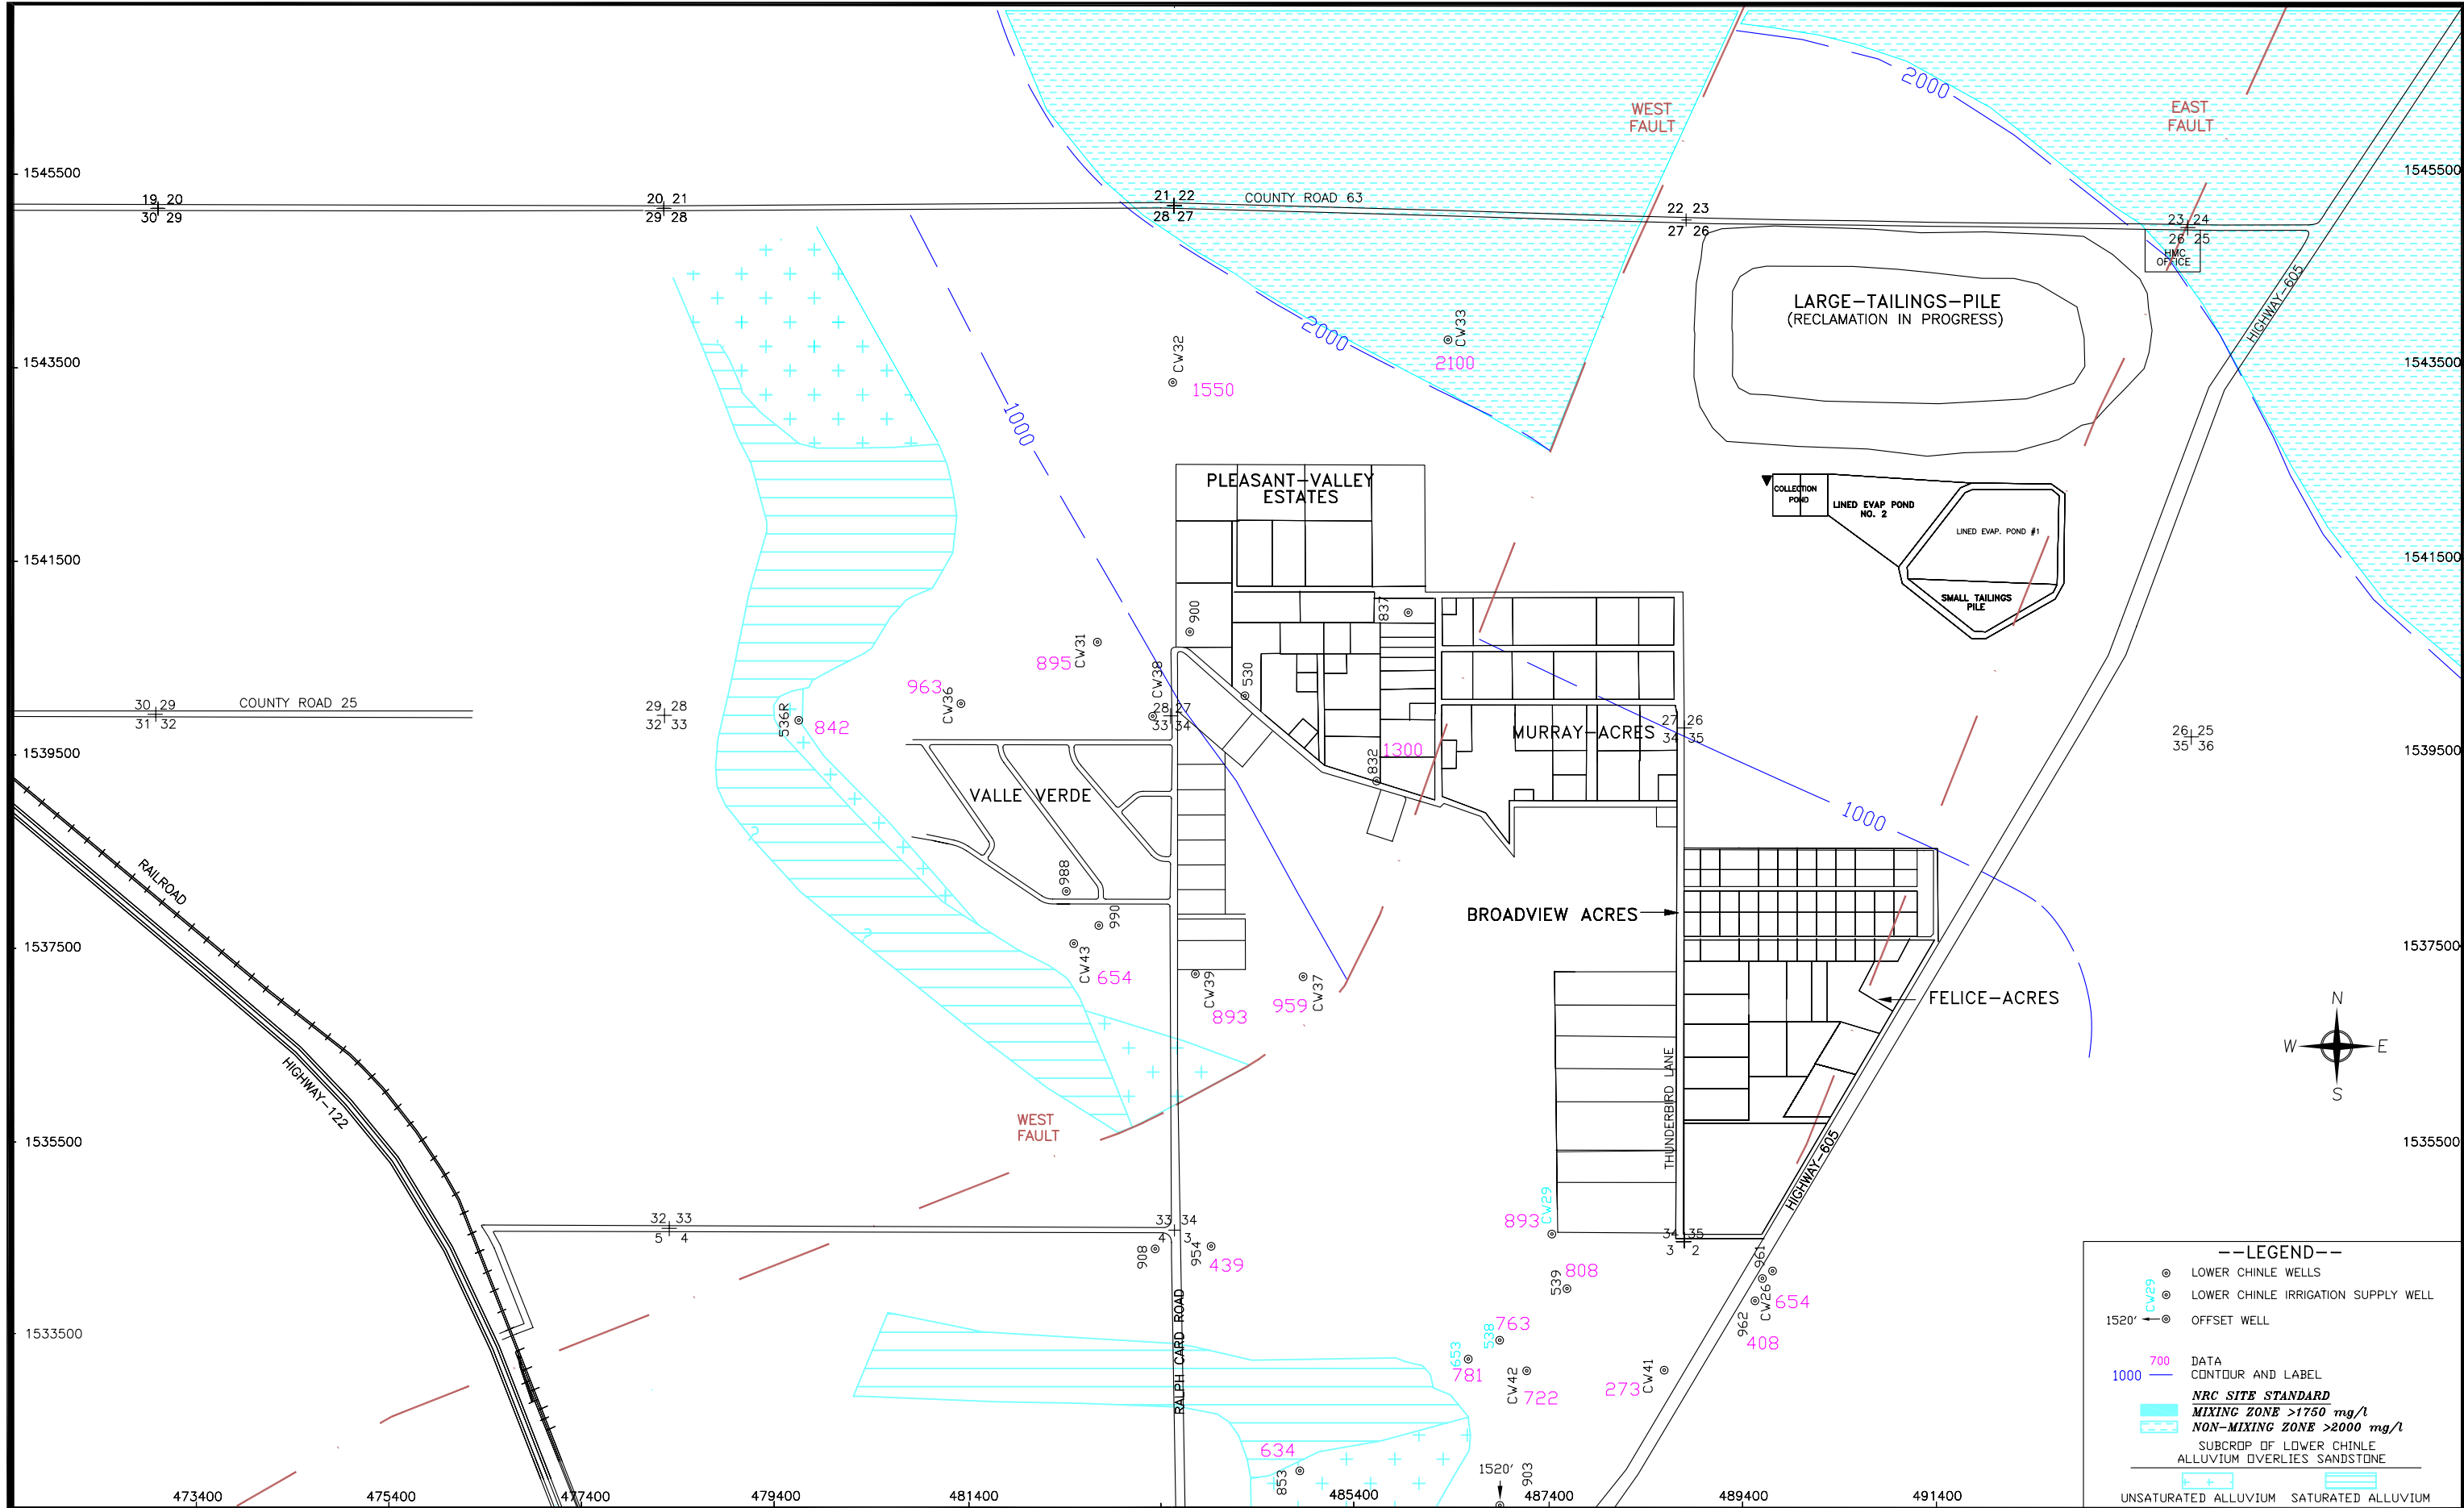 WEST
FAULT
2000
EAST
FAULT
1545500
1545500
19 20
30 29
20 21
29 28
21 22
28 27
COUNTY ROAD 63
22 23
27 26
23 24
26 25
HMC
OFFICE
HIGHWAY-605
LARGE-TAILINGS-PILE
(RECLAMATION IN PROGRESS)
2000
CW33
2100
CW32
1550
1543500
1543500
1000
PLEASANT-VALLEY
ESTATES
COLLECTION
POND
LINED EVAP POND
NO. 2
LINED EVAP. POND #1
SMALL TAILINGS
PILE
1541500
1541500
900
837
CW31
895
963
CW36
CW38
530
30 29
31 32
COUNTY ROAD 25
29 28
32 33
536R
842
28 27
33 34
27 26
34 35
MURRAY-ACRES
26 25
35 36
1539500
1539500
832
1300
VALLE VERDE
1000
?
RAILROAD
988
990
BROADVIEW ACRES
?
1537500
1537500
CW43
654
CW39
893
959
CW37
FELICE-ACRES
N
W
E
S
HIGHWAY-122
THUNDERBIRD LANE
WEST
FAULT
1535500
1535500
HIGHWAY-605
32 33
5 4
33 34
4 3
893
CW29
34 35
3 2
908
954
439
539
808
961
CW26
654
962
408
RALPH CARD ROAD
1533500
763
538
653
781
CW42
722
273
CW41
634
853
1520'
903
473400
475400
477400
479400
481400
485400
487400
489400
491400
--LEGEND--
LOWER CHINLE WELLS
CW29
LOWER CHINLE IRRIGATION SUPPLY WELL
1520'
OFFSET WELL
700
DATA
1000
CONTOUR AND LABEL
NRC SITE STANDARD
MIXING ZONE >1750 mg/l
NON-MIXING ZONE >2000 mg/l
SUBCROP OF LOWER CHINLE
ALLUVIUM OVERLIES SANDSTONE
UNSATURATED ALLUVIUM
SATURATED ALLUVIUM